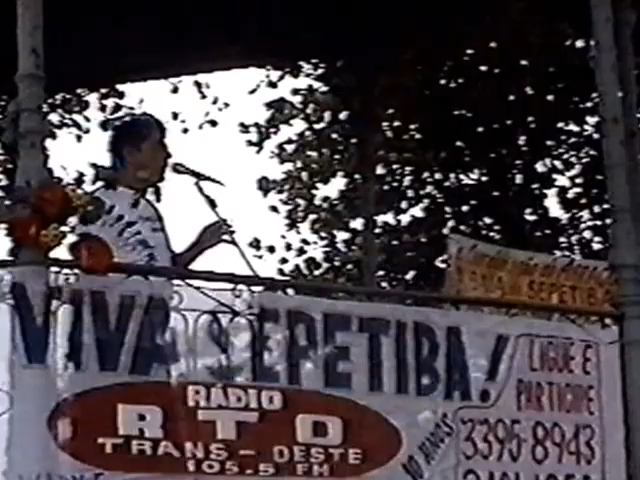 SEPETIBA
VIVA SEPETIBA!
LIGUE E
PARTICIPE
RÁDIO
RTO
TRANS-OESTE
105.5 FM
10 ANOS
3395-8943